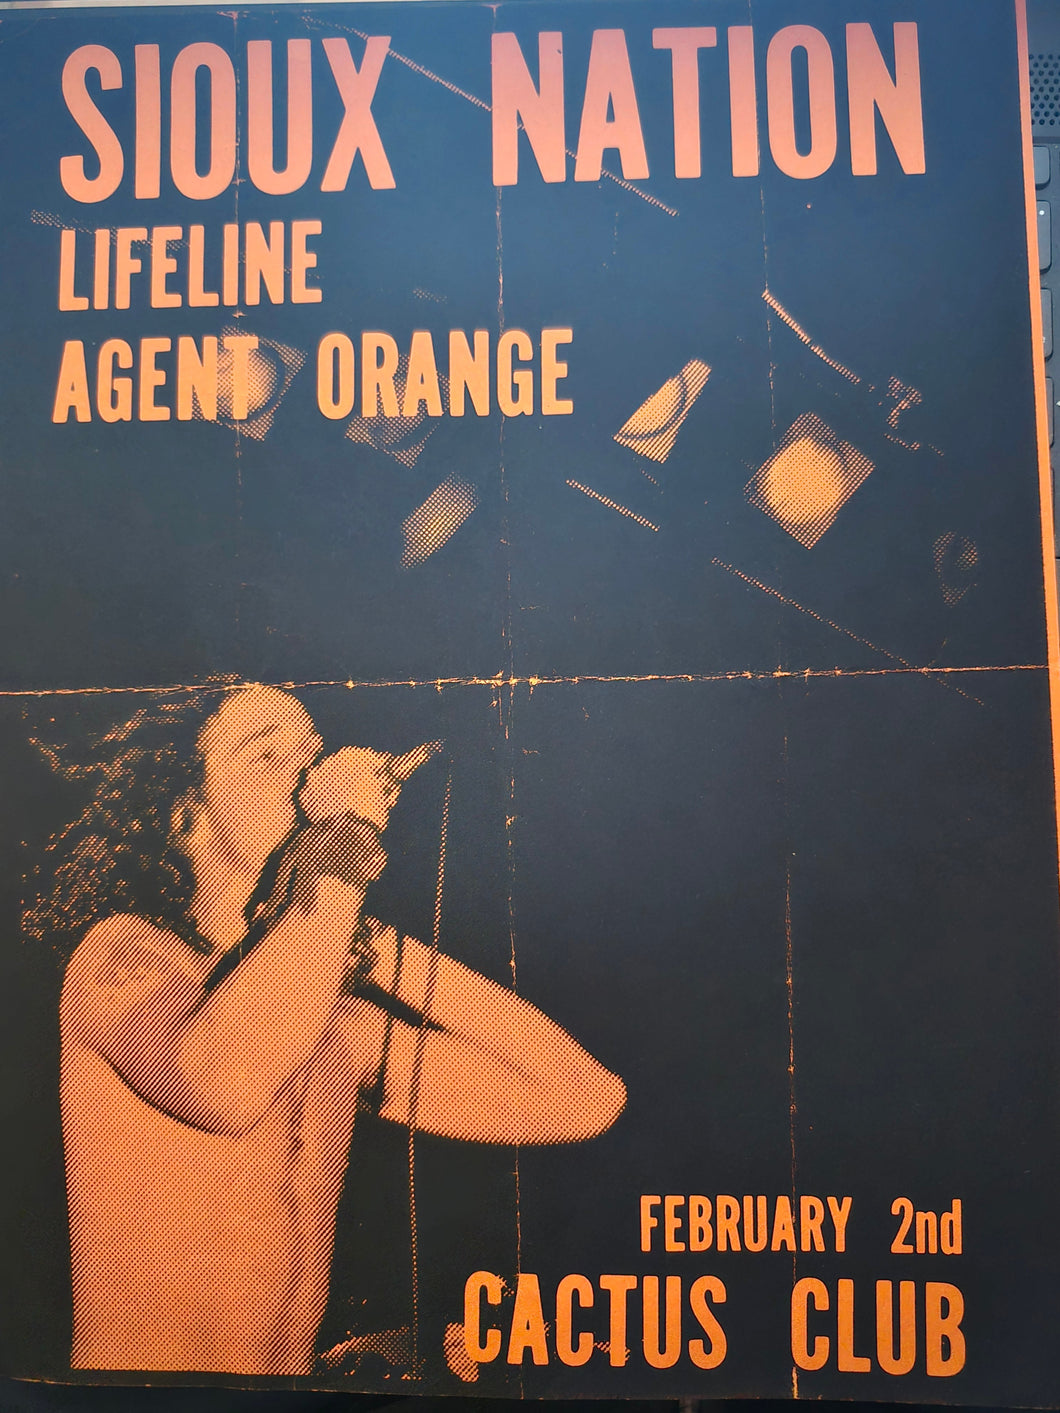 SIOUX NATION
LIFELINE
AGENT ORANGE
FEBRUARY 2nd
CACTUS CLUB